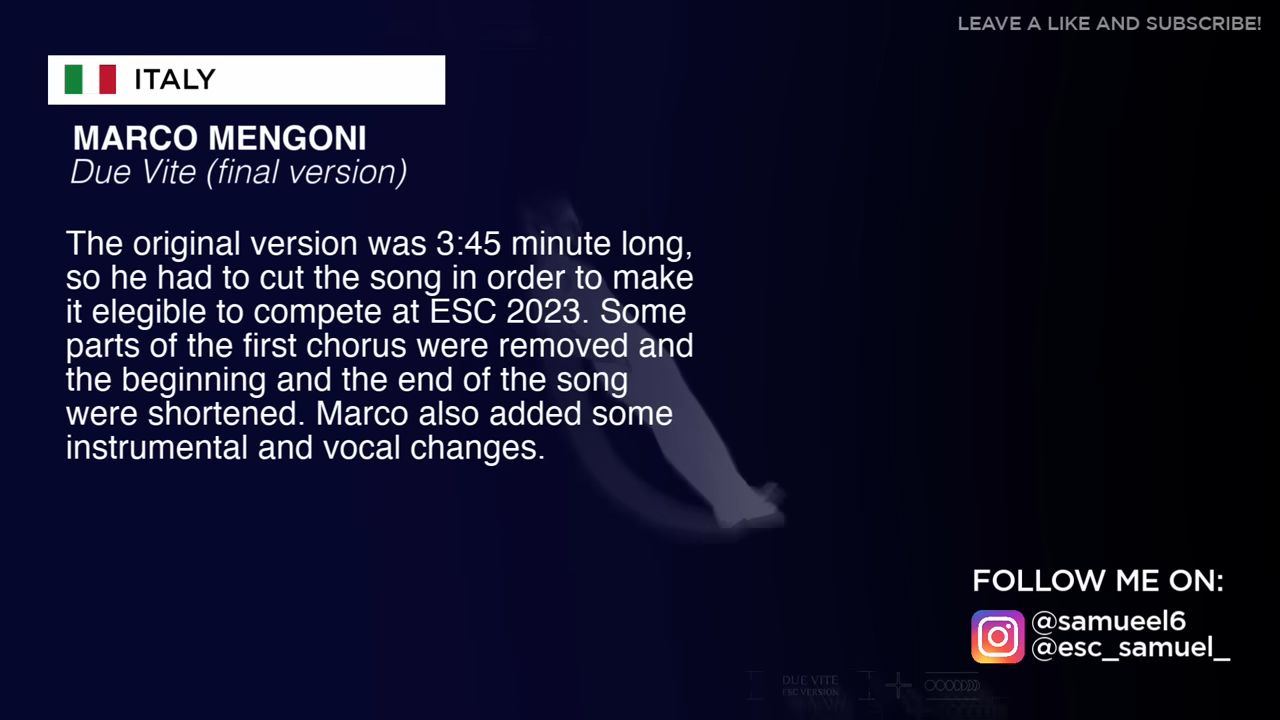 LEAVE A LIKE AND SUBSCRIBE!
ITALY
MARCO MENGONI
Due Vite (final version)
The original version was 3:45 minute long,
so he had to cut the song in order to make
it elegible to compete at ESC 2023. Some
parts of the first chorus were removed and
the beginning and the end of the song
were shortened. Marco also added some
instrumental and vocal changes.
FOLLOW ME ON:
@samueel6
@esc_samuel_
DUE VITE
ESC VERSION